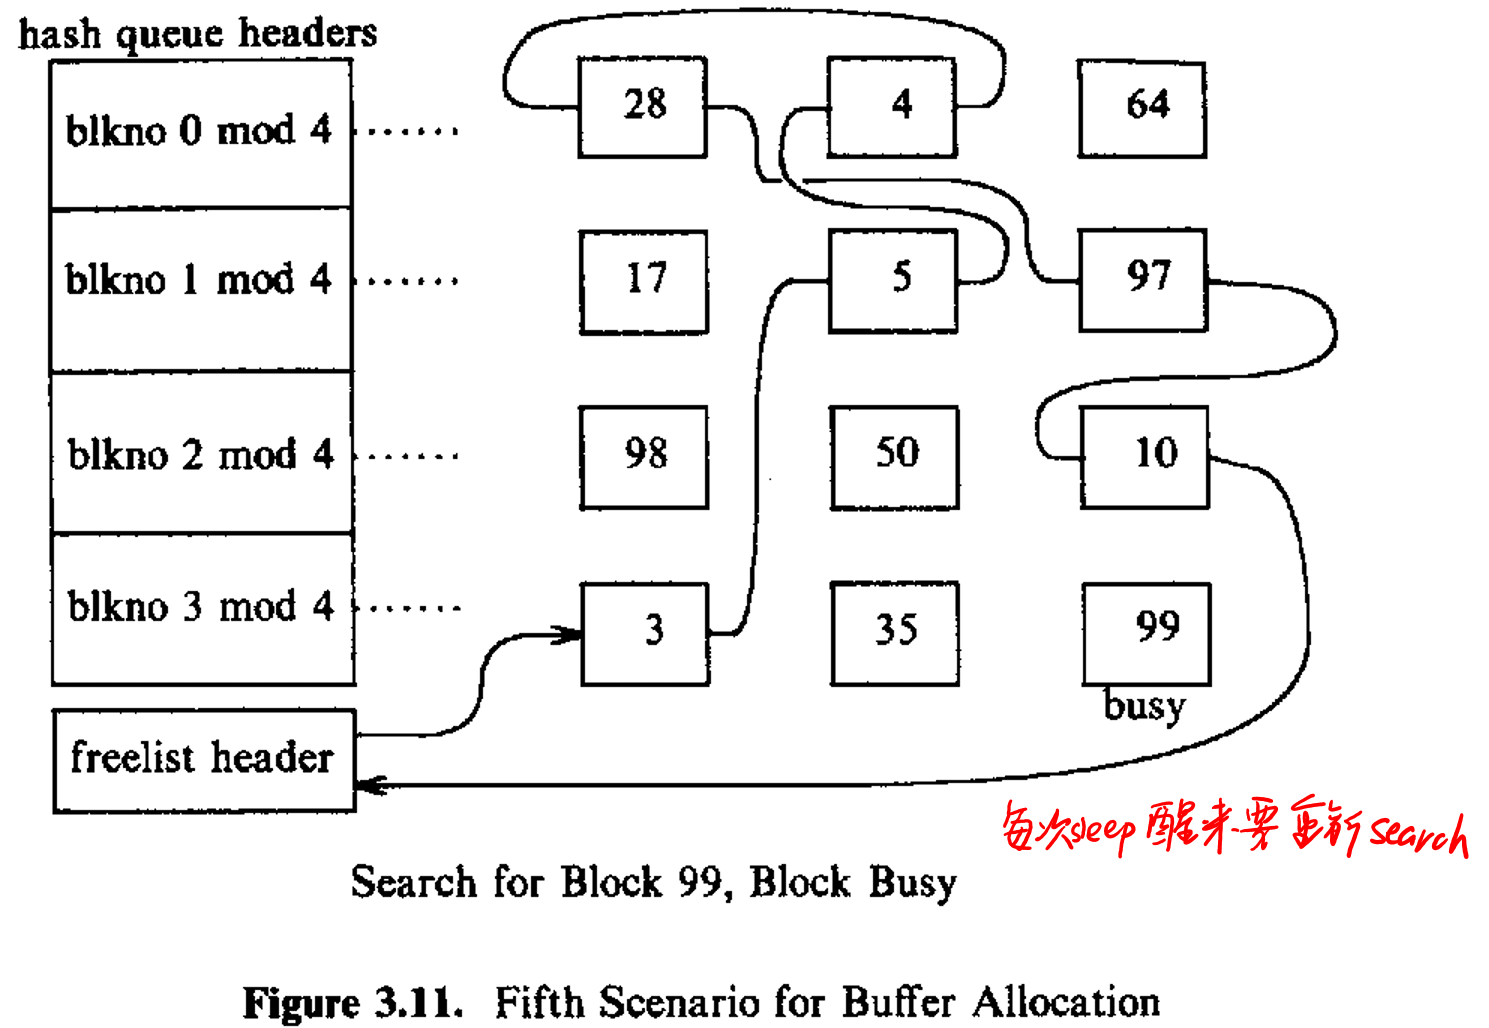 hash queue headers
blkno 0 mod 4 ...... 28 4 64
blkno 1 mod 4 ...... 17 5 97
blkno 2 mod 4 ...... 98 50 10
blkno 3 mod 4 ...... 3 35 99
busy
freelist header
每次sleep醒来要重新search
Search for Block 99, Block Busy
Figure 3.11. Fifth Scenario for Buffer Allocation